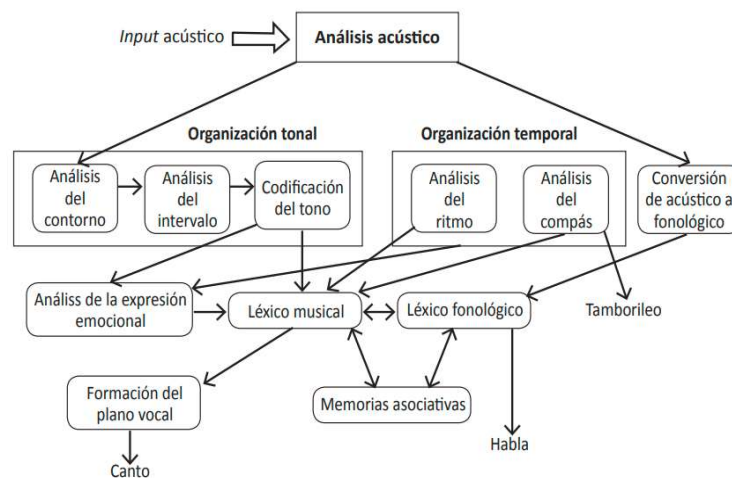 Input acústico
Análisis acústico
Organización tonal
Organización temporal
Análisis
del
contorno
Análisis
del
intervalo
Codificación
del tono
Análisis
del
ritmo
Análisis
del
compás
Conversión
de acústico a
fonológico
Análiss de la expresión
emocional
Léxico musical
Léxico fonológico
Tamborileo
Formación del
plano vocal
Memorias asociativas
Habla
Canto